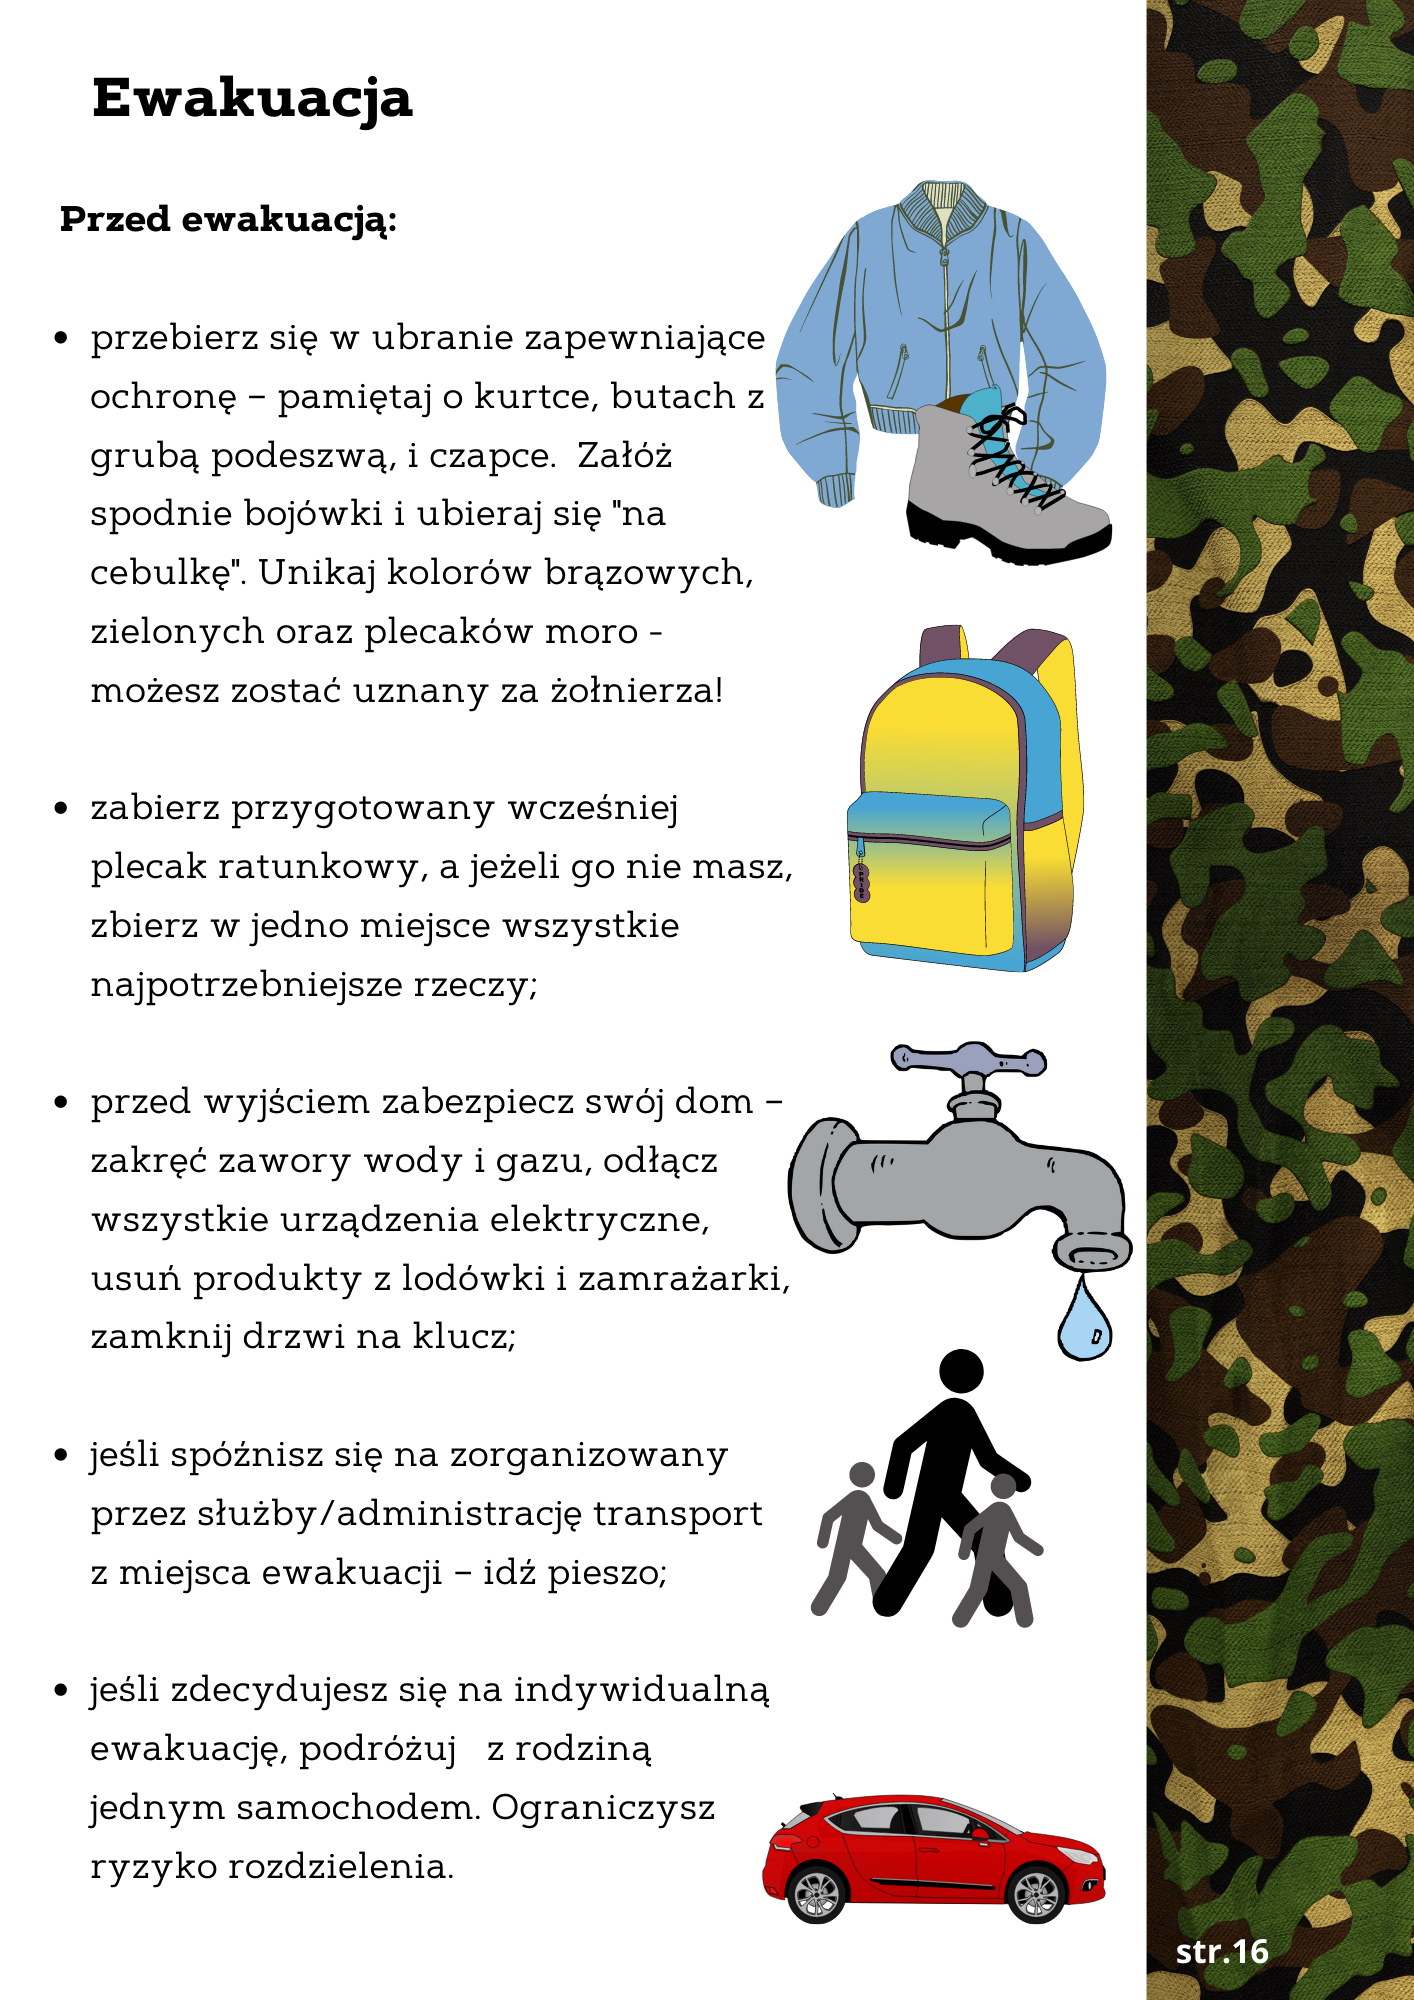 Ewakuacja
Przed ewakuacją:
• przebierz się w ubranie zapewniające
ochronę – pamiętaj o kurtce, butach z
grubą podeszwą, i czapce.  Załóż
spodnie bojówki i ubieraj się "na
cebulkę". Unikaj kolorów brązowych,
zielonych oraz plecaków moro -
możesz zostać uznany za żołnierza!
• zabierz przygotowany wcześniej
plecak ratunkowy, a jeżeli go nie masz,
zbierz w jedno miejsce wszystkie
najpotrzebniejsze rzeczy;
PRIDE
• przed wyjściem zabezpiecz swój dom –
zakręć zawory wody i gazu, odłącz
wszystkie urządzenia elektryczne,
usuń produkty z lodówki i zamrażarki,
zamknij drzwi na klucz;
• jeśli spóźnisz się na zorganizowany
przez służby/administrację transport
z miejsca ewakuacji – idź pieszo;
• jeśli zdecydujesz się na indywidualną
ewakuację, podróżuj   z rodziną
jednym samochodem. Ograniczysz
ryzyko rozdzielenia.
str.16